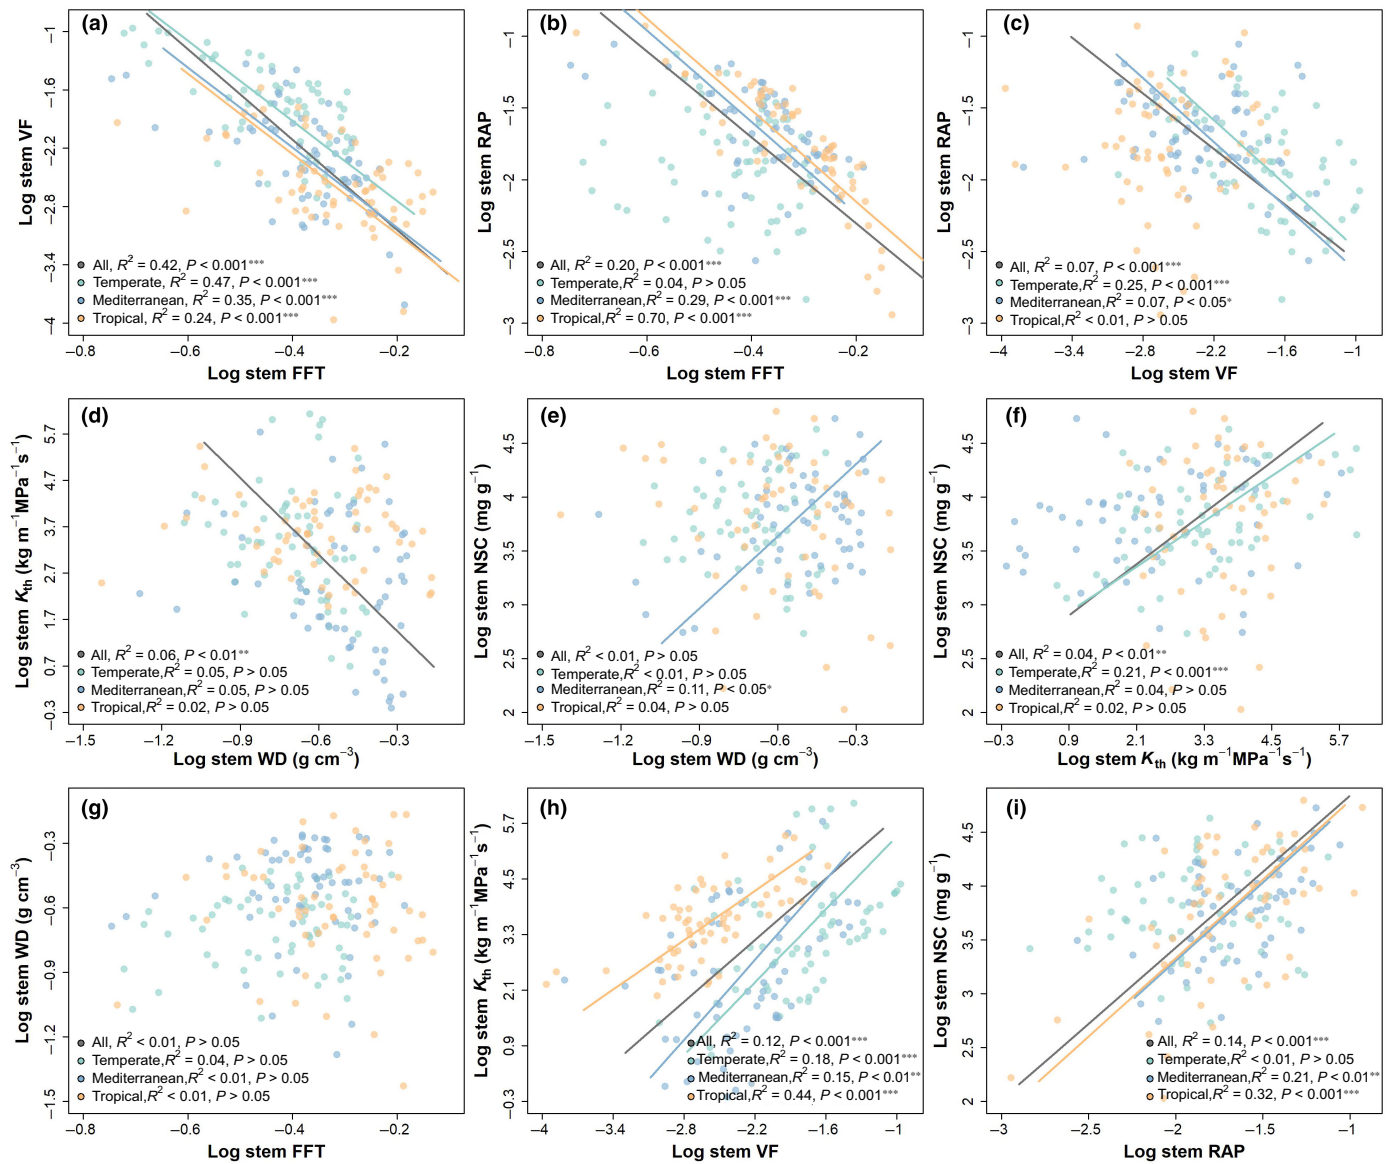 (a)
Log stem VF
−1
−1.6
−2.2
−2.8
−3.4
−4
All, R² = 0.42, P < 0.001***
Temperate, R² = 0.47, P < 0.001***
Mediterranean, R² = 0.35, P < 0.001***
Tropical, R² = 0.24, P < 0.001***
−0.8 −0.6 −0.4 −0.2
Log stem FFT
(b)
Log stem RAP
−1
−1.5
−2
−2.5
−3
All, R² = 0.20, P < 0.001***
Temperate, R² = 0.04, P > 0.05
Mediterranean, R² = 0.29, P < 0.001***
Tropical, R² = 0.70, P < 0.001***
−0.8 −0.6 −0.4 −0.2
Log stem FFT
(c)
Log stem RAP
−1
−1.5
−2
−2.5
−3
All, R² = 0.07, P < 0.001***
Temperate, R² = 0.25, P < 0.001***
Mediterranean, R² = 0.07, P < 0.05*
Tropical, R² < 0.01, P > 0.05
−4 −3.4 −2.8 −2.2 −1.6 −1
Log stem VF
(d)
Log stem Kth (kg m⁻¹MPa⁻¹s⁻¹)
5.7
4.7
3.7
2.7
1.7
0.7
−0.3
All, R² = 0.06, P < 0.01**
Temperate, R² = 0.05, P > 0.05
Mediterranean, R² = 0.05, P > 0.05
Tropical, R² = 0.02, P > 0.05
−1.5 −1.2 −0.9 −0.6 −0.3
Log stem WD (g cm⁻³)
(e)
Log stem NSC (mg g⁻¹)
4.5
4
3.5
3
2.5
2
All, R² < 0.01, P > 0.05
Temperate, R² < 0.01, P > 0.05
Mediterranean, R² = 0.11, P < 0.05*
Tropical, R² = 0.04, P > 0.05
−1.5 −1.2 −0.9 −0.6 −0.3
Log stem WD (g cm⁻³)
(f)
Log stem NSC (mg g⁻¹)
4.5
4
3.5
3
2.5
2
All, R² = 0.04, P < 0.01**
Temperate, R² = 0.21, P < 0.001***
Mediterranean, R² = 0.04, P > 0.05
Tropical, R² = 0.02, P > 0.05
−0.3 0.9 2.1 3.3 4.5 5.7
Log stem Kth (kg m⁻¹MPa⁻¹s⁻¹)
(g)
Log stem WD (g cm⁻³)
−0.3
−0.6
−0.9
−1.2
−1.5
All, R² < 0.01, P > 0.05
Temperate, R² = 0.04, P > 0.05
Mediterranean, R² < 0.01, P > 0.05
Tropical, R² < 0.01, P > 0.05
−0.8 −0.6 −0.4 −0.2
Log stem FFT
(h)
Log stem Kth (kg m⁻¹MPa⁻¹s⁻¹)
5.7
4.5
3.3
2.1
0.9
−0.3
All, R² = 0.12, P < 0.001***
Temperate, R² = 0.18, P < 0.001***
Mediterranean, R² = 0.15, P < 0.01**
Tropical, R² = 0.44, P < 0.001***
−4 −3.4 −2.8 −2.2 −1.6 −1
Log stem VF
(i)
Log stem NSC (mg g⁻¹)
4.5
4
3.5
3
2.5
2
All, R² = 0.14, P < 0.001***
Temperate, R² < 0.01, P > 0.05
Mediterranean, R² = 0.21, P < 0.01**
Tropical, R² = 0.32, P < 0.001***
−3 −2.5 −2 −1.5 −1
Log stem RAP